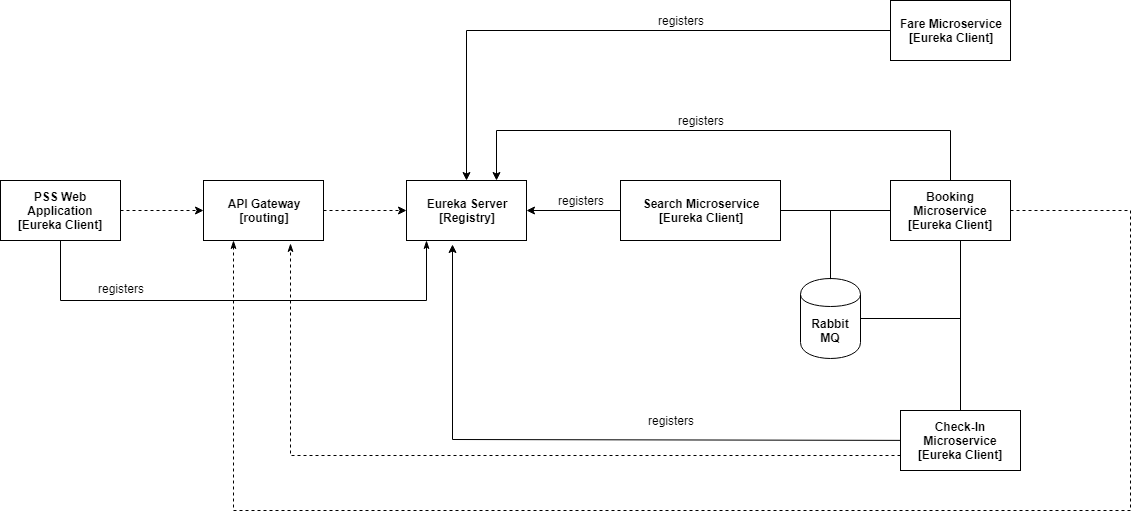 registers
Fare Microservice
[Eureka Client]
registers
PSS Web
Application
[Eureka Client]
API Gateway
[routing]
Eureka Server
[Registry]
registers
Search Microservice
[Eureka Client]
Booking
Microservice
[Eureka Client]
registers
Rabbit
MQ
registers
Check-In
Microservice
[Eureka Client]